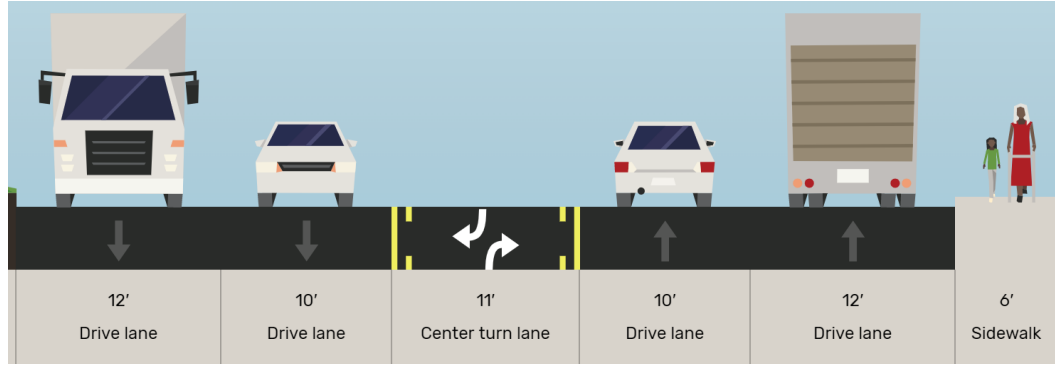 12′
Drive lane
10′
Drive lane
11′
Center turn lane
10′
Drive lane
12′
Drive lane
6′
Sidewalk